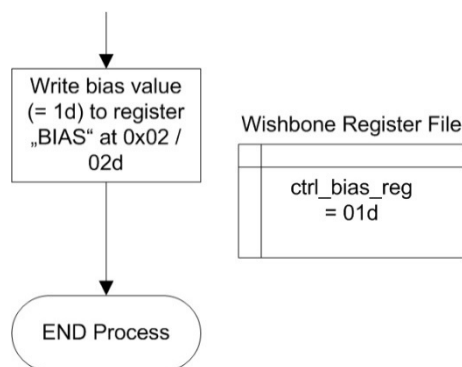 Write bias value
(= 1d) to register
„BIAS“ at 0x02 /
02d
Wishbone Register File
ctrl_bias_reg
= 01d
END Process